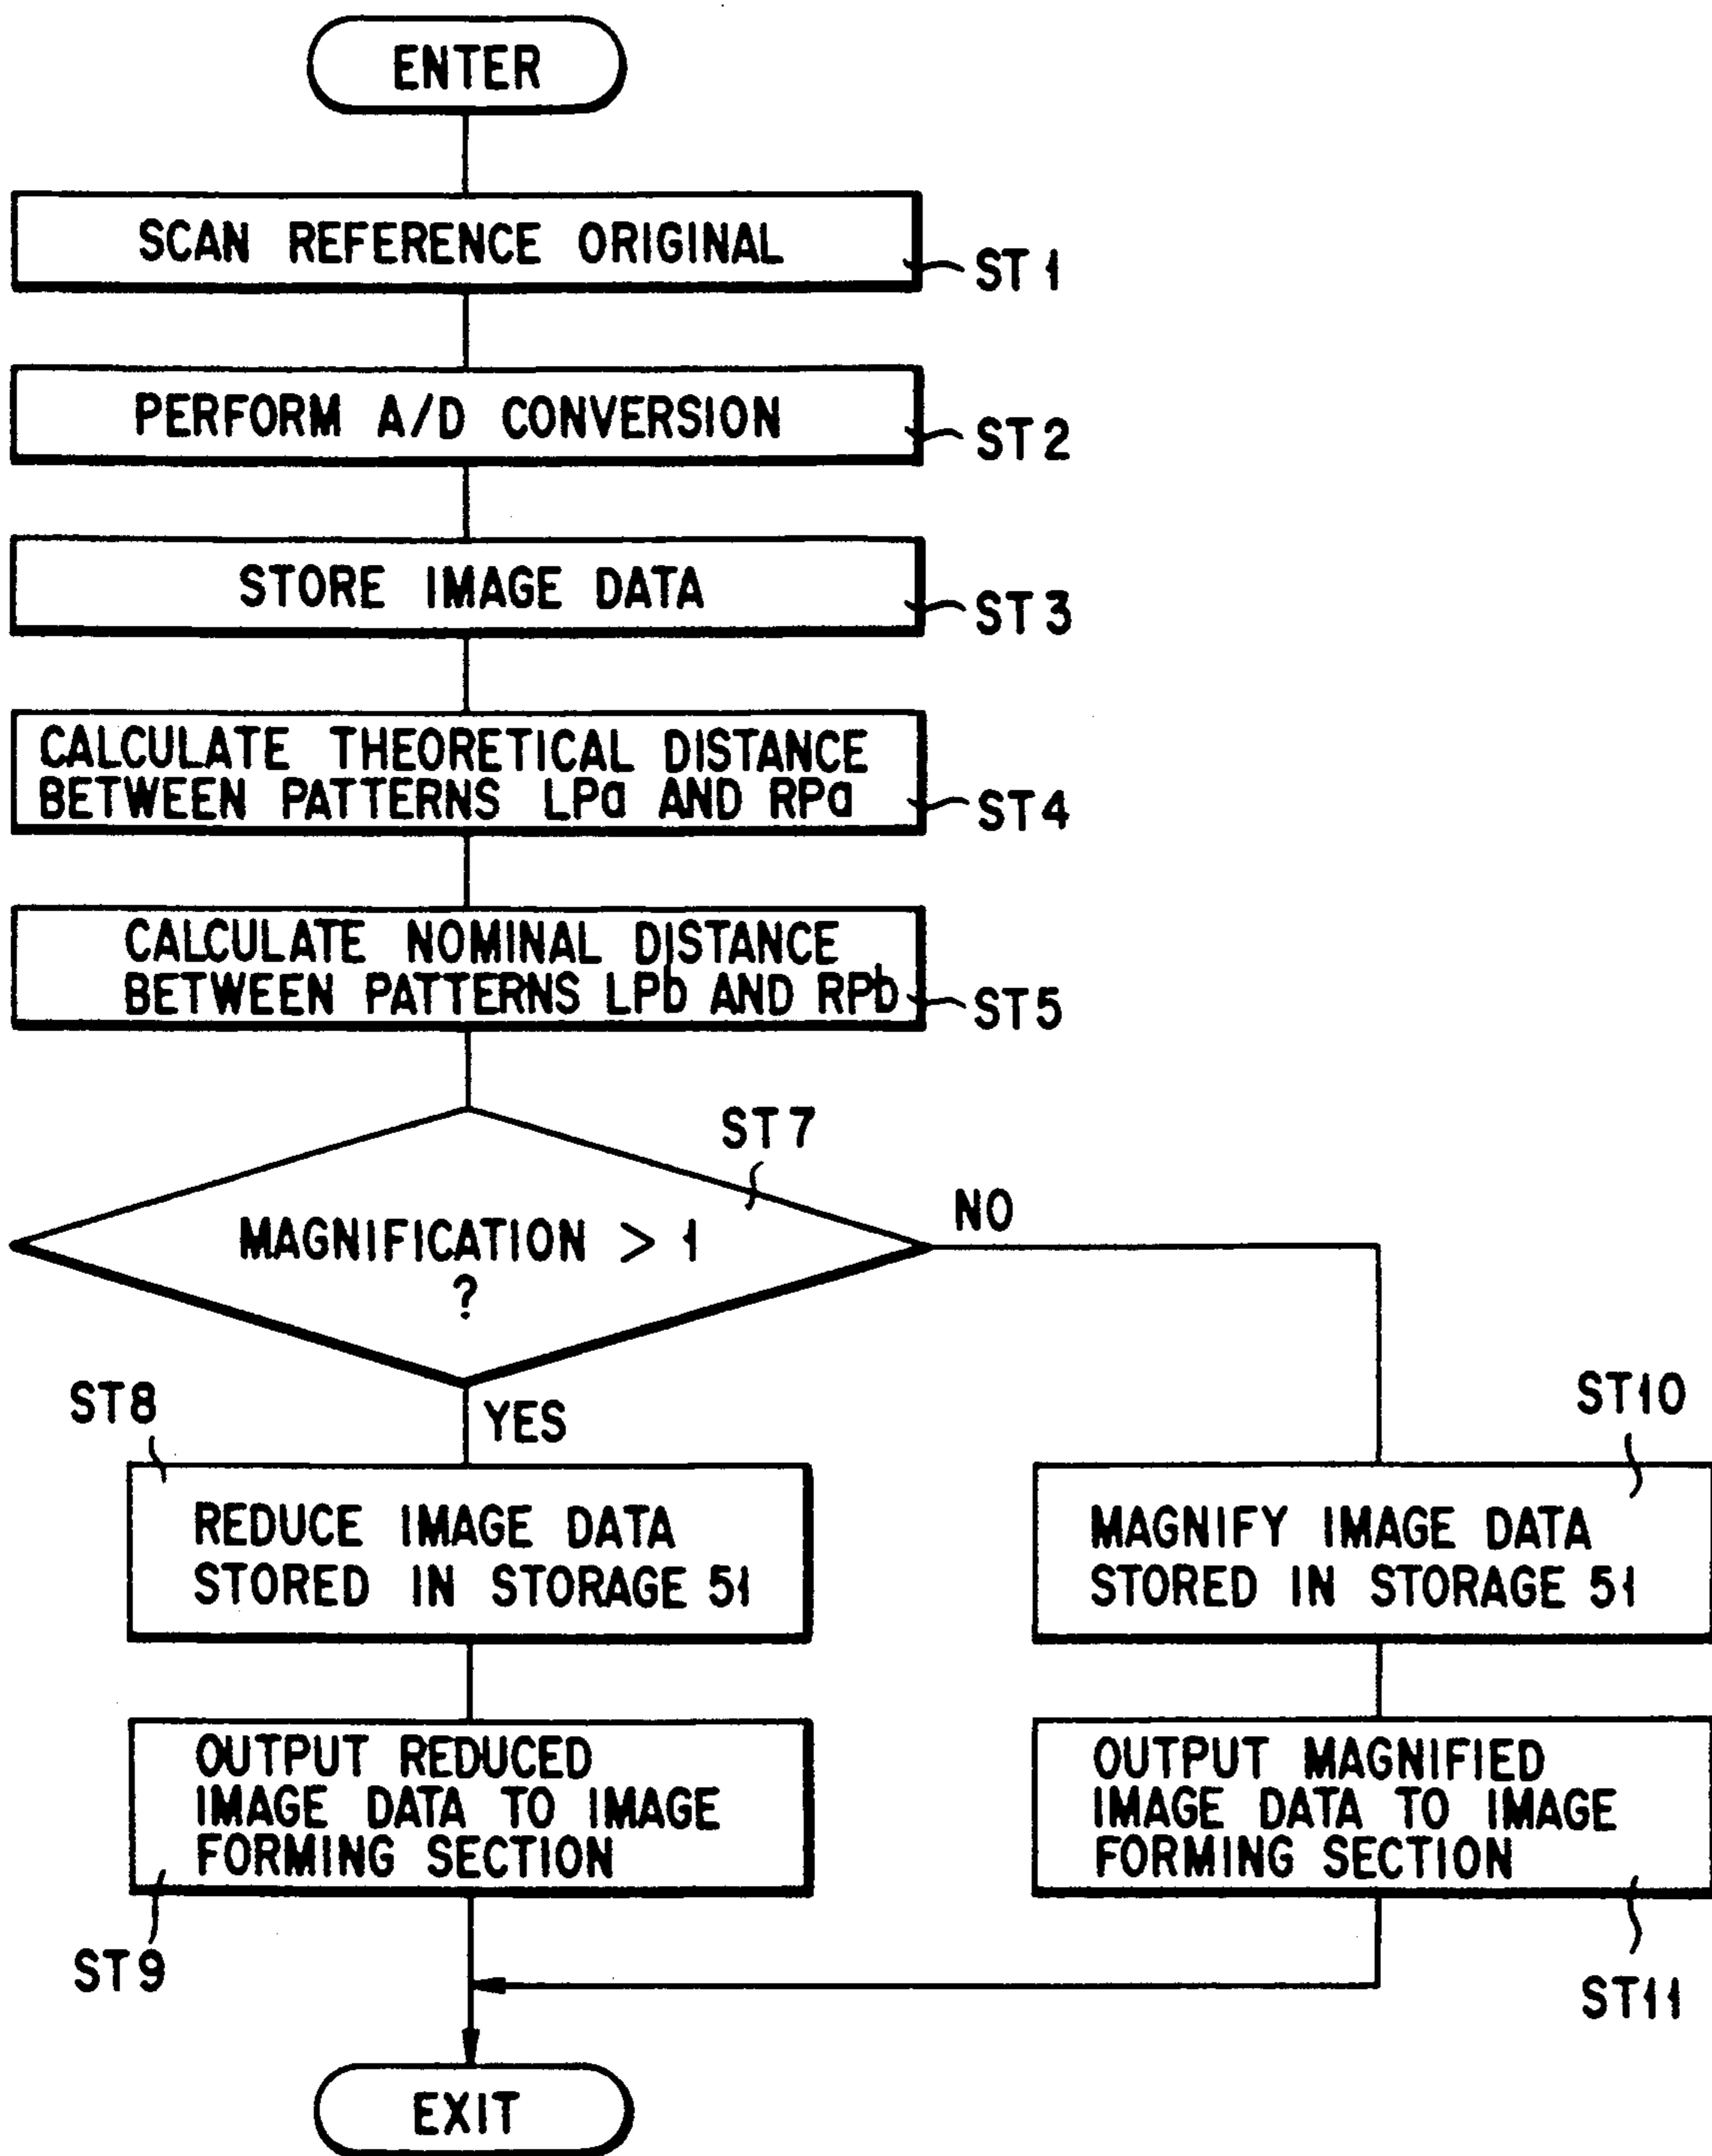 ENTER
SCAN REFERENCE ORIGINAL
ST1
PERFORM A/D CONVERSION
ST2
STORE IMAGE DATA
ST3
CALCULATE THEORETICAL DISTANCE
BETWEEN PATTERNS LPa AND RPa
ST4
CALCULATE NOMINAL DISTANCE
BETWEEN PATTERNS LPb AND RPb
ST5
ST7
MAGNIFICATION > 1
?
NO
YES
ST8
REDUCE IMAGE DATA
STORED IN STORAGE 51
ST10
MAGNIFY IMAGE DATA
STORED IN STORAGE 51
OUTPUT REDUCED
IMAGE DATA TO IMAGE
FORMING SECTION
ST9
OUTPUT MAGNIFIED
IMAGE DATA TO IMAGE
FORMING SECTION
ST11
EXIT